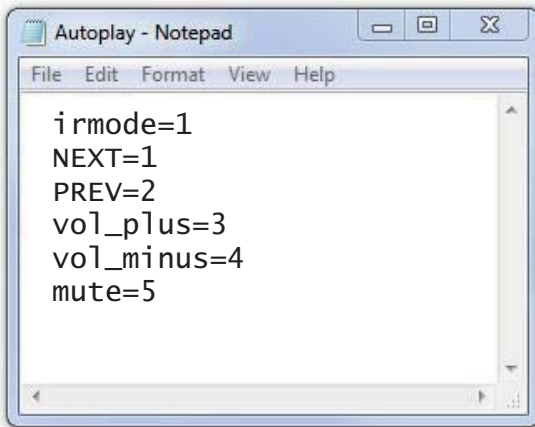 Autoplay - Notepad
File Edit Format View Help
irmode=1
NEXT=1
PREV=2
vol_plus=3
vol_minus=4
mute=5